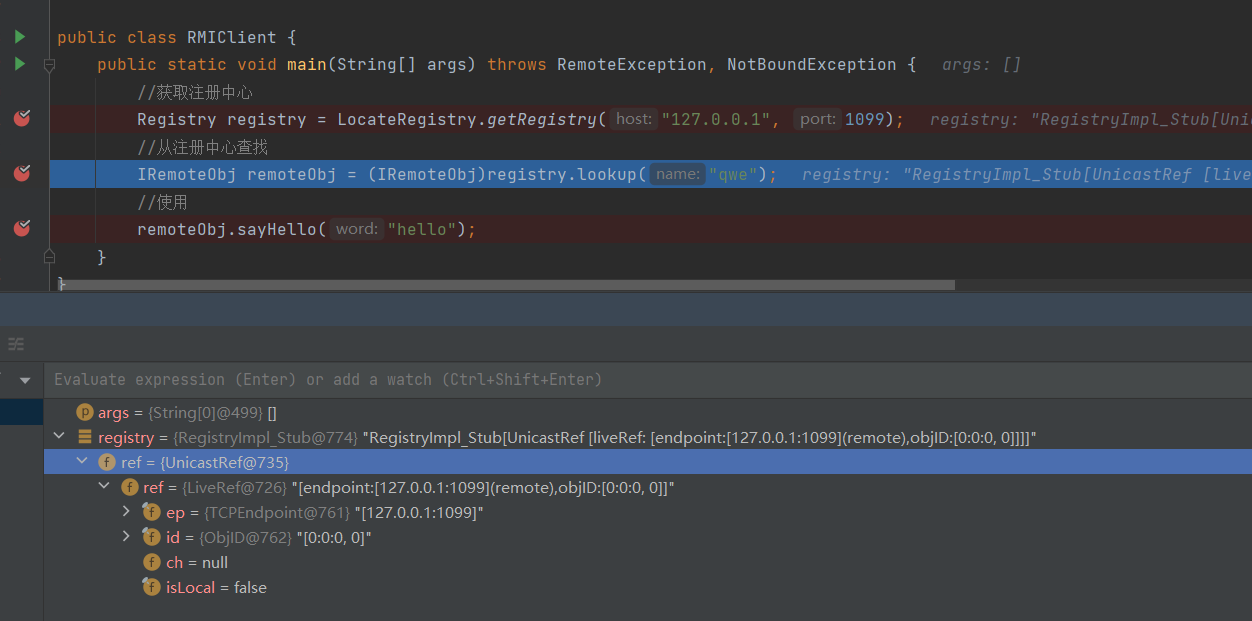 public class RMIClient {
public static void main(String[] args) throws RemoteException, NotBoundException {   args: []
//获取注册中心
Registry registry = LocateRegistry.getRegistry( host: "127.0.0.1",  port: 1099);   registry: "RegistryImpl_Stub[Uni
//从注册中心查找
IRemoteObj remoteObj = (IRemoteObj)registry.lookup( name: "qwe");   registry: "RegistryImpl_Stub[UnicastRef [live
//使用
remoteObj.sayHello( word: "hello");
}
}
Evaluate expression (Enter) or add a watch (Ctrl+Shift+Enter)
p args = {String[0]@499} []
registry = {RegistryImpl_Stub@774} "RegistryImpl_Stub[UnicastRef [liveRef: [endpoint:[127.0.0.1:1099](remote),objID:[0:0:0, 0]]]]"
f ref = {UnicastRef@735}
f ref = {LiveRef@726} "[endpoint:[127.0.0.1:1099](remote),objID:[0:0:0, 0]]"
f ep = {TCPEndpoint@761} "[127.0.0.1:1099]"
f id = {ObjID@762} "[0:0:0, 0]"
f ch = null
f isLocal = false